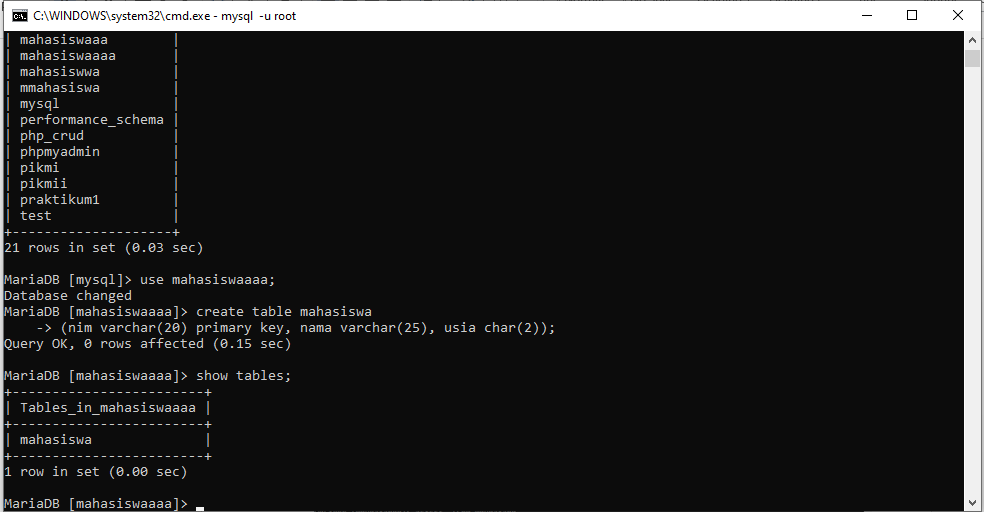 C:\WINDOWS\system32\cmd.exe - mysql -u root
| mahasiswaaa        |
| mahasiswaaaa       |
| mahasiswwa         |
| mmahasiswa         |
| mysql              |
| performance_schema |
| php_crud           |
| phpmyadmin         |
| pikmi              |
| pikmii             |
| praktikum1         |
| test               |
+--------------------+
21 rows in set (0.03 sec)
MariaDB [mysql]> use mahasiswaaaa;
Database changed
MariaDB [mahasiswaaaa]> create table mahasiswa
    -> (nim varchar(20) primary key, nama varchar(25), usia char(2));
Query OK, 0 rows affected (0.15 sec)
MariaDB [mahasiswaaaa]> show tables;
+------------------------+
| Tables_in_mahasiswaaaa |
+------------------------+
| mahasiswa              |
+------------------------+
1 row in set (0.00 sec)
MariaDB [mahasiswaaaa]>